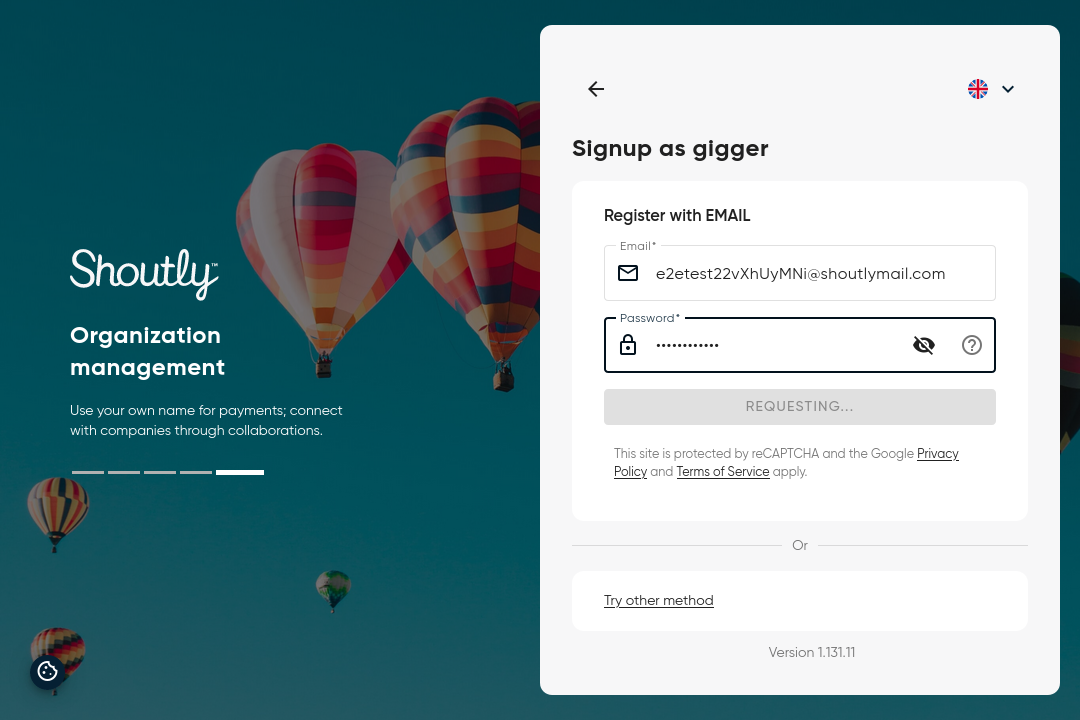 Shoutly™
Organization
management
Use your own name for payments; connect
with companies through collaborations.
Signup as gigger
Register with EMAIL
Email*
e2etest22vXhUyMNi@shoutlymail.com
Password*
••••••••••••
REQUESTING...
This site is protected by reCAPTCHA and the Google Privacy
Policy and Terms of Service apply.
Or
Try other method
Version 1.131.11